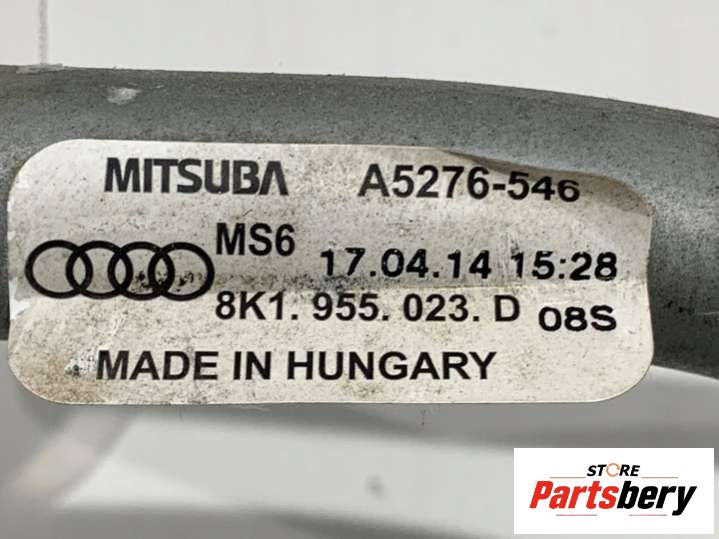 MITSUBA A5276-546
MS6 17.04.14 15:28
8K1. 955. 023. D 08S
MADE IN HUNGARY
STORE
Partsbery